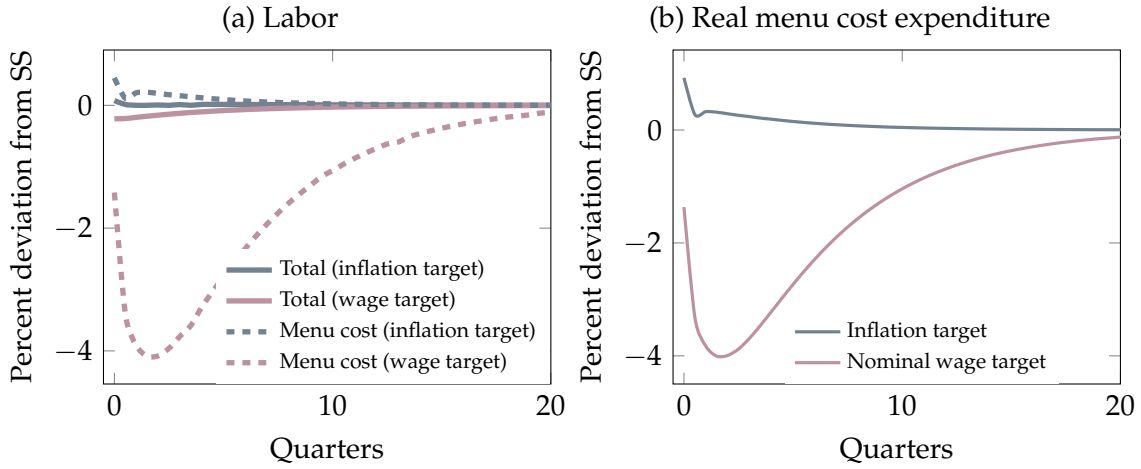 (a) Labor
Percent deviation from SS
0
−2
−4
0
10
20
Quarters
Total (inflation target)
Total (wage target)
Menu cost (inflation target)
Menu cost (wage target)
(b) Real menu cost expenditure
Percent deviation from SS
0
−2
−4
0
10
20
Quarters
Inflation target
Nominal wage target